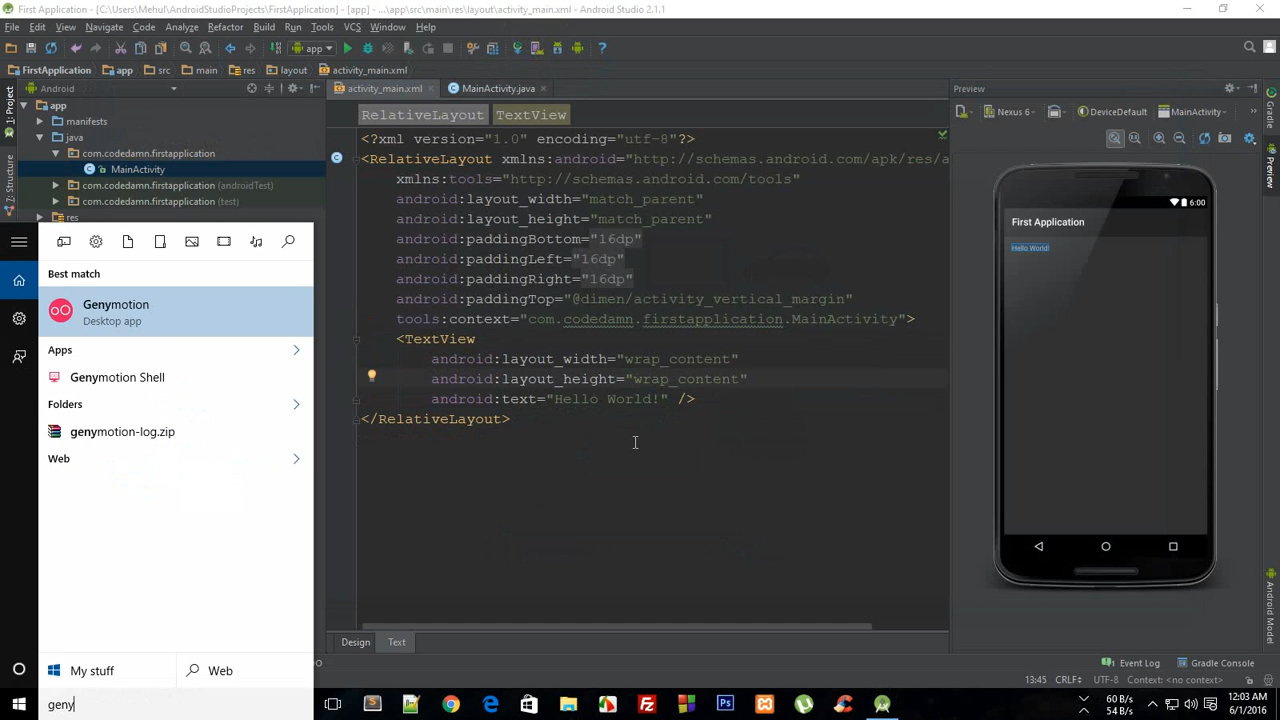 First Application - [C:\Users\Mehul\AndroidStudioProjects\FirstApplication] - [app] - ...\app\src\main\res\layout\activity_main.xml - Android Studio 2.1.1
File Edit View Navigate Code Analyze Refactor Build Run Tools VCS Window Help
app
FirstApplication app src main res layout activity_main.xml
Android
activity_main.xml
MainActivity.java
Preview
1: Project
7: Structure
app
manifests
java
com.codedamn.firstapplication
MainActivity
com.codedamn.firstapplication (androidTest)
com.codedamn.firstapplication (test)
res
RelativeLayout TextView
<?xml version="1.0" encoding="utf-8"?>
<RelativeLayout xmlns:android="http://schemas.android.com/apk/res/a
xmlns:tools="http://schemas.android.com/tools"
android:layout_width="match_parent"
android:layout_height="match_parent"
android:paddingBottom="16dp"
android:paddingLeft="16dp"
android:paddingRight="16dp"
android:paddingTop="@dimen/activity_vertical_margin"
tools:context="com.codedamn.firstapplication.MainActivity">
<TextView
android:layout_width="wrap_content"
android:layout_height="wrap_content"
android:text="Hello World!" />
</RelativeLayout>
Design Text
Nexus 6 DeviceDefault MainActivity
6:00
First Application
Hello World!
Gradle
Preview
Android Model
Best match
Genymotion
Desktop app
Apps
Genymotion Shell
Folders
genymotion-log.zip
Web
My stuff
Web
geny
Event Log Gradle Console
13:45 CRLF UTF-8 Context: <no context>
60 B/s
54 B/s
12:03 AM
6/1/2016